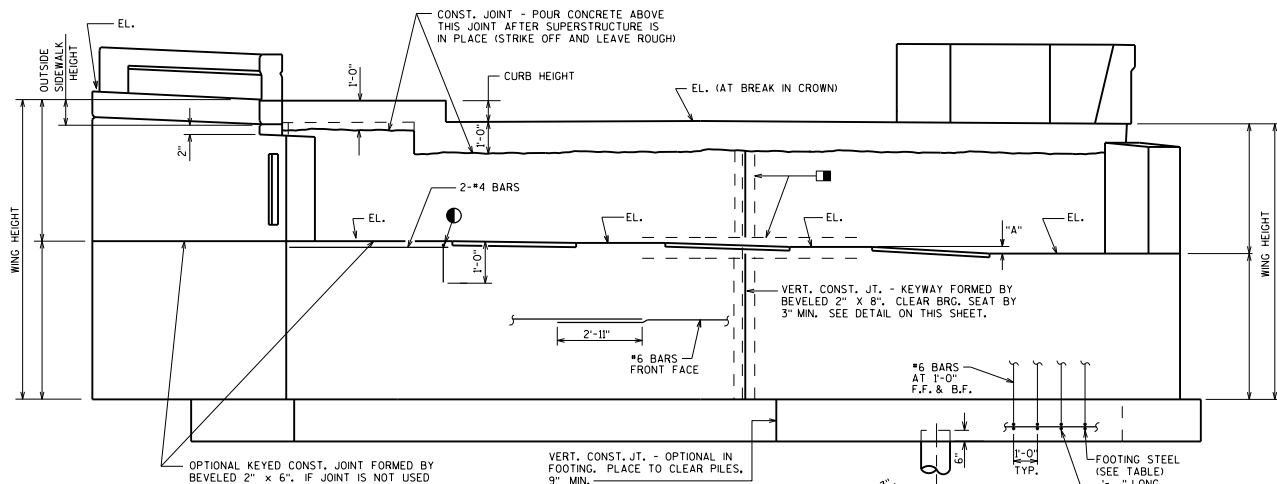 EL.
CONST. JOINT - POUR CONCRETE ABOVE
THIS JOINT AFTER SUPERSTRUCTURE IS
IN PLACE (STRIKE OFF AND LEAVE ROUGH)
OUTSIDE
SIDEWALK
HEIGHT
1'-0"
CURB HEIGHT
EL. (AT BREAK IN CROWN)
2"
1'-0"
2-#4 BARS
EL.
EL.
EL.
"A"
EL.
WING HEIGHT
WING HEIGHT
1'-0"
VERT. CONST. JT. - KEYWAY FORMED BY
BEVELED 2" X 8". CLEAR BRG. SEAT BY
3" MIN. SEE DETAIL ON THIS SHEET.
2'-11"
#6 BARS
FRONT FACE
#6 BARS
AT 1'-0"
F.F. & B.F.
OPTIONAL KEYED CONST. JOINT FORMED BY
BEVELED 2" x 6". IF JOINT IS NOT USED
VERT. CONST. JT. - OPTIONAL IN
FOOTING. PLACE TO CLEAR PILES.
9" MIN.
6"
1'-0"
TYP.
FOOTING STEEL
(SEE TABLE)
'- " LONG